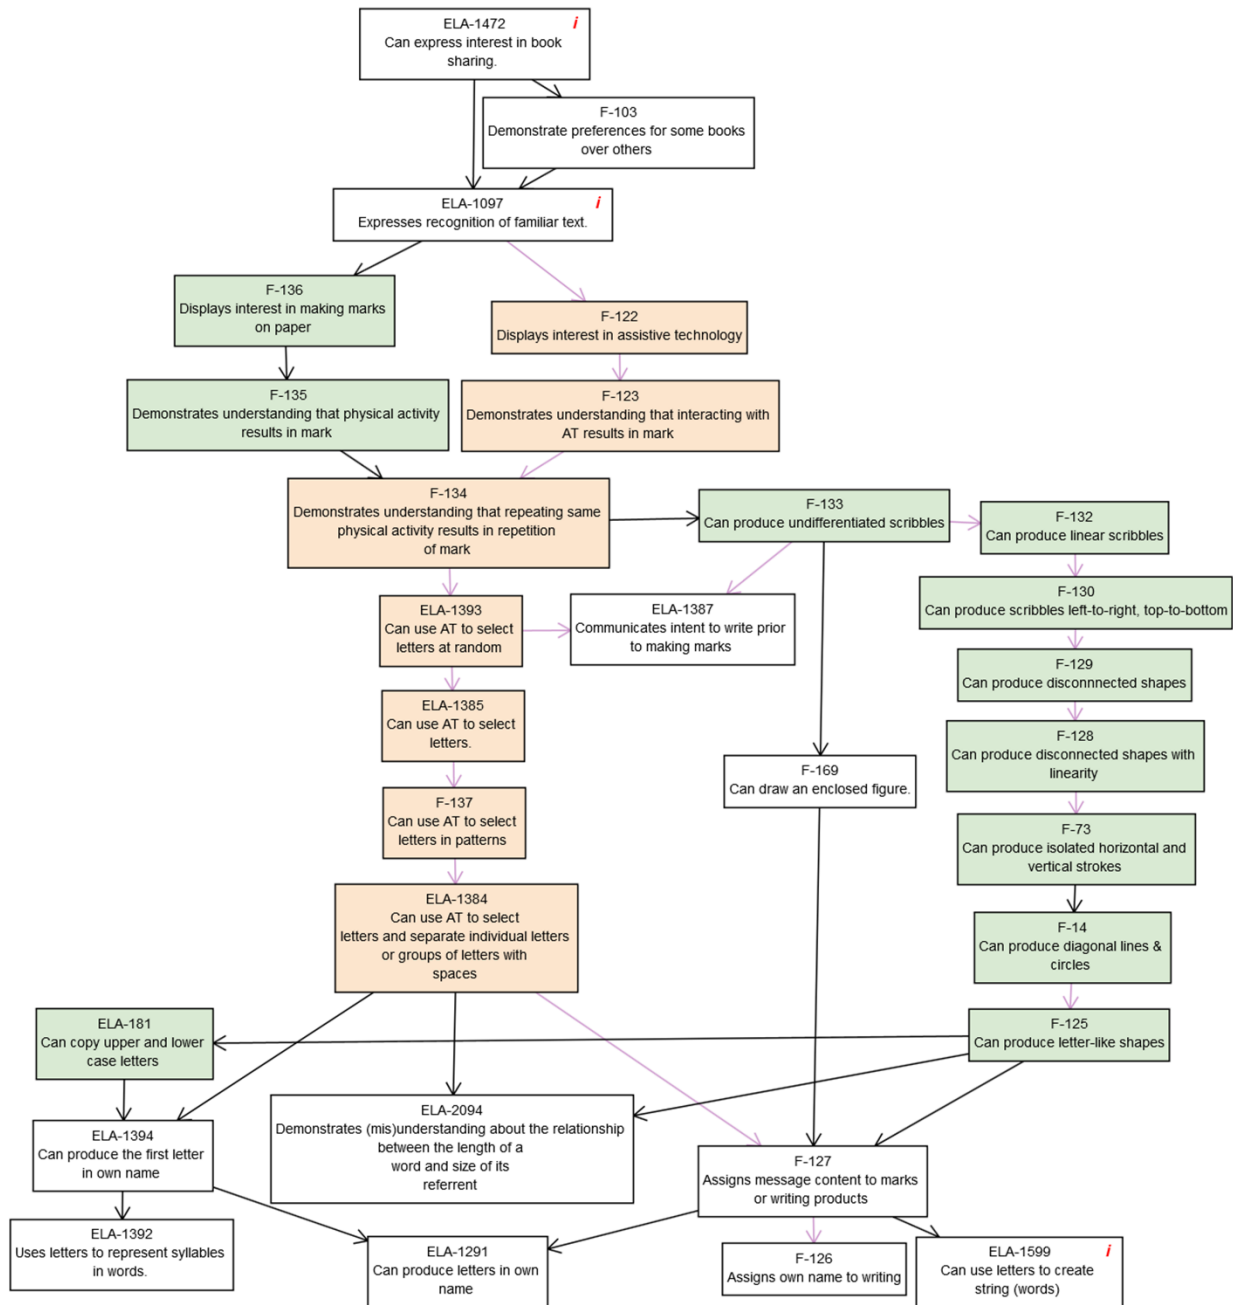 ELA-1472
i
Can express interest in book
sharing.
F-103
Demonstrate preferences for some books
over others
ELA-1097
i
Expresses recognition of familiar text.
F-136
Displays interest in making marks
on paper
F-122
Displays interest in assistive technology
F-135
Demonstrates understanding that physical activity
results in mark
F-123
Demonstrates understanding that interacting with
AT results in mark
F-134
Demonstrates understanding that repeating same
physical activity results in repetition
of mark
F-133
Can produce undifferentiated scribbles
F-132
Can produce linear scribbles
F-130
Can produce scribbles left-to-right, top-to-bottom
ELA-1393
Can use AT to select
letters at random
ELA-1387
Communicates intent to write prior
to making marks
F-129
Can produce disconnnected shapes
ELA-1385
Can use AT to select
letters.
F-128
Can produce disconnected shapes with
linearity
F-169
Can draw an enclosed figure.
F-137
Can use AT to select
letters in patterns
F-73
Can produce isolated horizontal and
vertical strokes
ELA-1384
Can use AT to select
letters and separate individual letters
or groups of letters with
spaces
F-14
Can produce diagonal lines &
circles
ELA-181
Can copy upper and lower
case letters
F-125
Can produce letter-like shapes
ELA-2094
Demonstrates (mis)understanding about the relationship
between the length of a
word and size of its
referrent
ELA-1394
Can produce the first letter
in own name
F-127
Assigns message content to marks
or writing products
ELA-1392
Uses letters to represent syllables
in words.
ELA-1291
Can produce letters in own
name
F-126
Assigns own name to writing
ELA-1599
i
Can use letters to create
string (words)